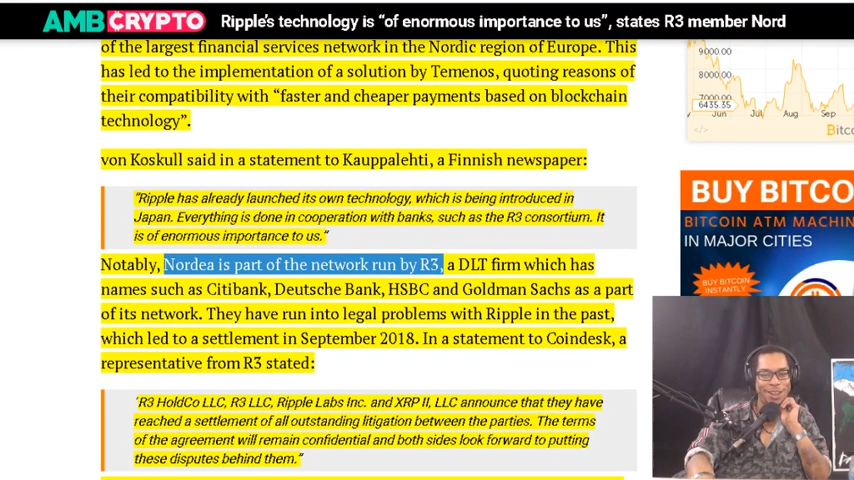 AMBCRYPTO Ripple's technology is "of enormous importance to us", states R3 member Nord
of the largest financial services network in the Nordic region of Europe. This
has led to the implementation of a solution by Temenos, quoting reasons of
their compatibility with "faster and cheaper payments based on blockchain
technology".
von Koskull said in a statement to Kauppalehti, a Finnish newspaper:
"Ripple has already launched its own technology, which is being introduced in
Japan. Everything is done in cooperation with banks, such as the R3 consortium. It
is of enormous importance to us."
Notably, Nordea is part of the network run by R3, a DLT firm which has
names such as Citibank, Deutsche Bank, HSBC and Goldman Sachs as a part
of its network. They have run into legal problems with Ripple in the past,
which led to a settlement in September 2018. In a statement to Coindesk, a
representative from R3 stated:
'R3 HoldCo LLC, R3 LLC, Ripple Labs Inc. and XRP II, LLC announce that they have
reached a settlement of all outstanding litigation between the parties. The terms
of the agreement will remain confidential and both sides look forward to putting
these disputes behind them."
9000.00
8000.00
7000.00
6435.35
Jun Jul Aug Sep
</>
Bitc
BUY BITCO
BITCOIN ATM MACHIN
IN MAJOR CITIES
BUY BITCOIN
INSTANTLY